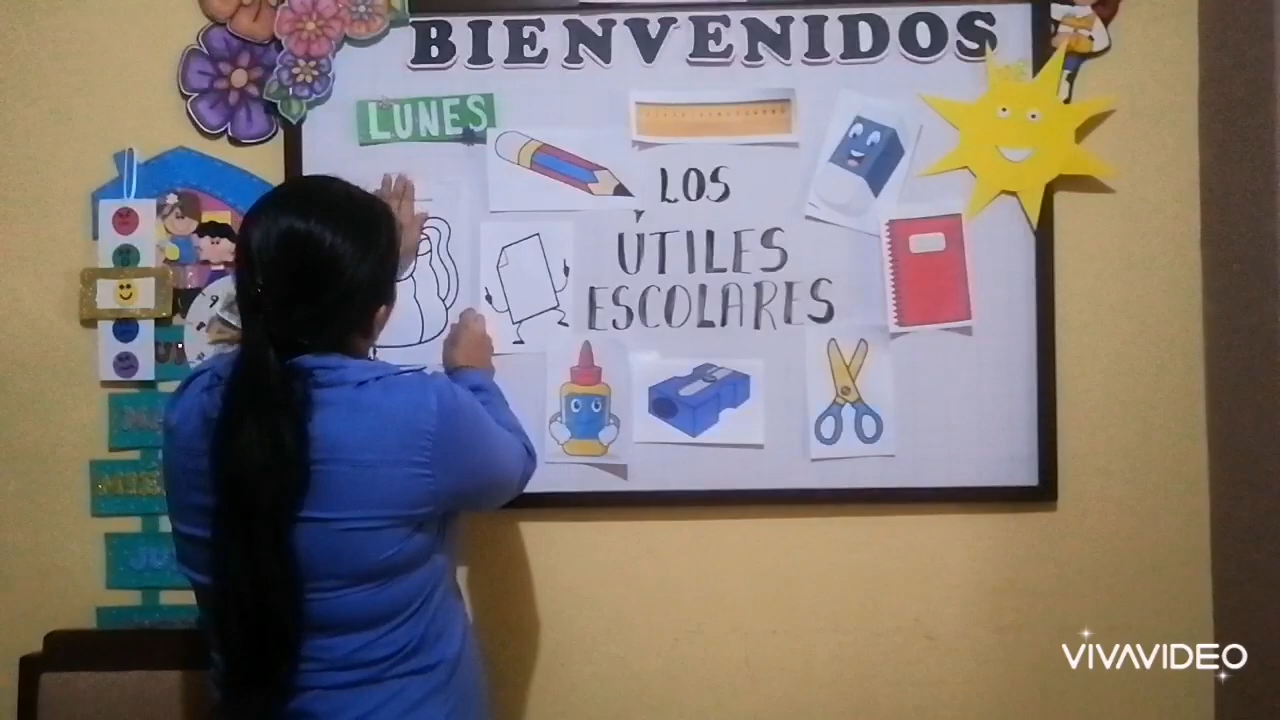 BIENVENIDOS
LUNES
LOS
ÚTILES
ESCOLARES
VIVAVIDEO